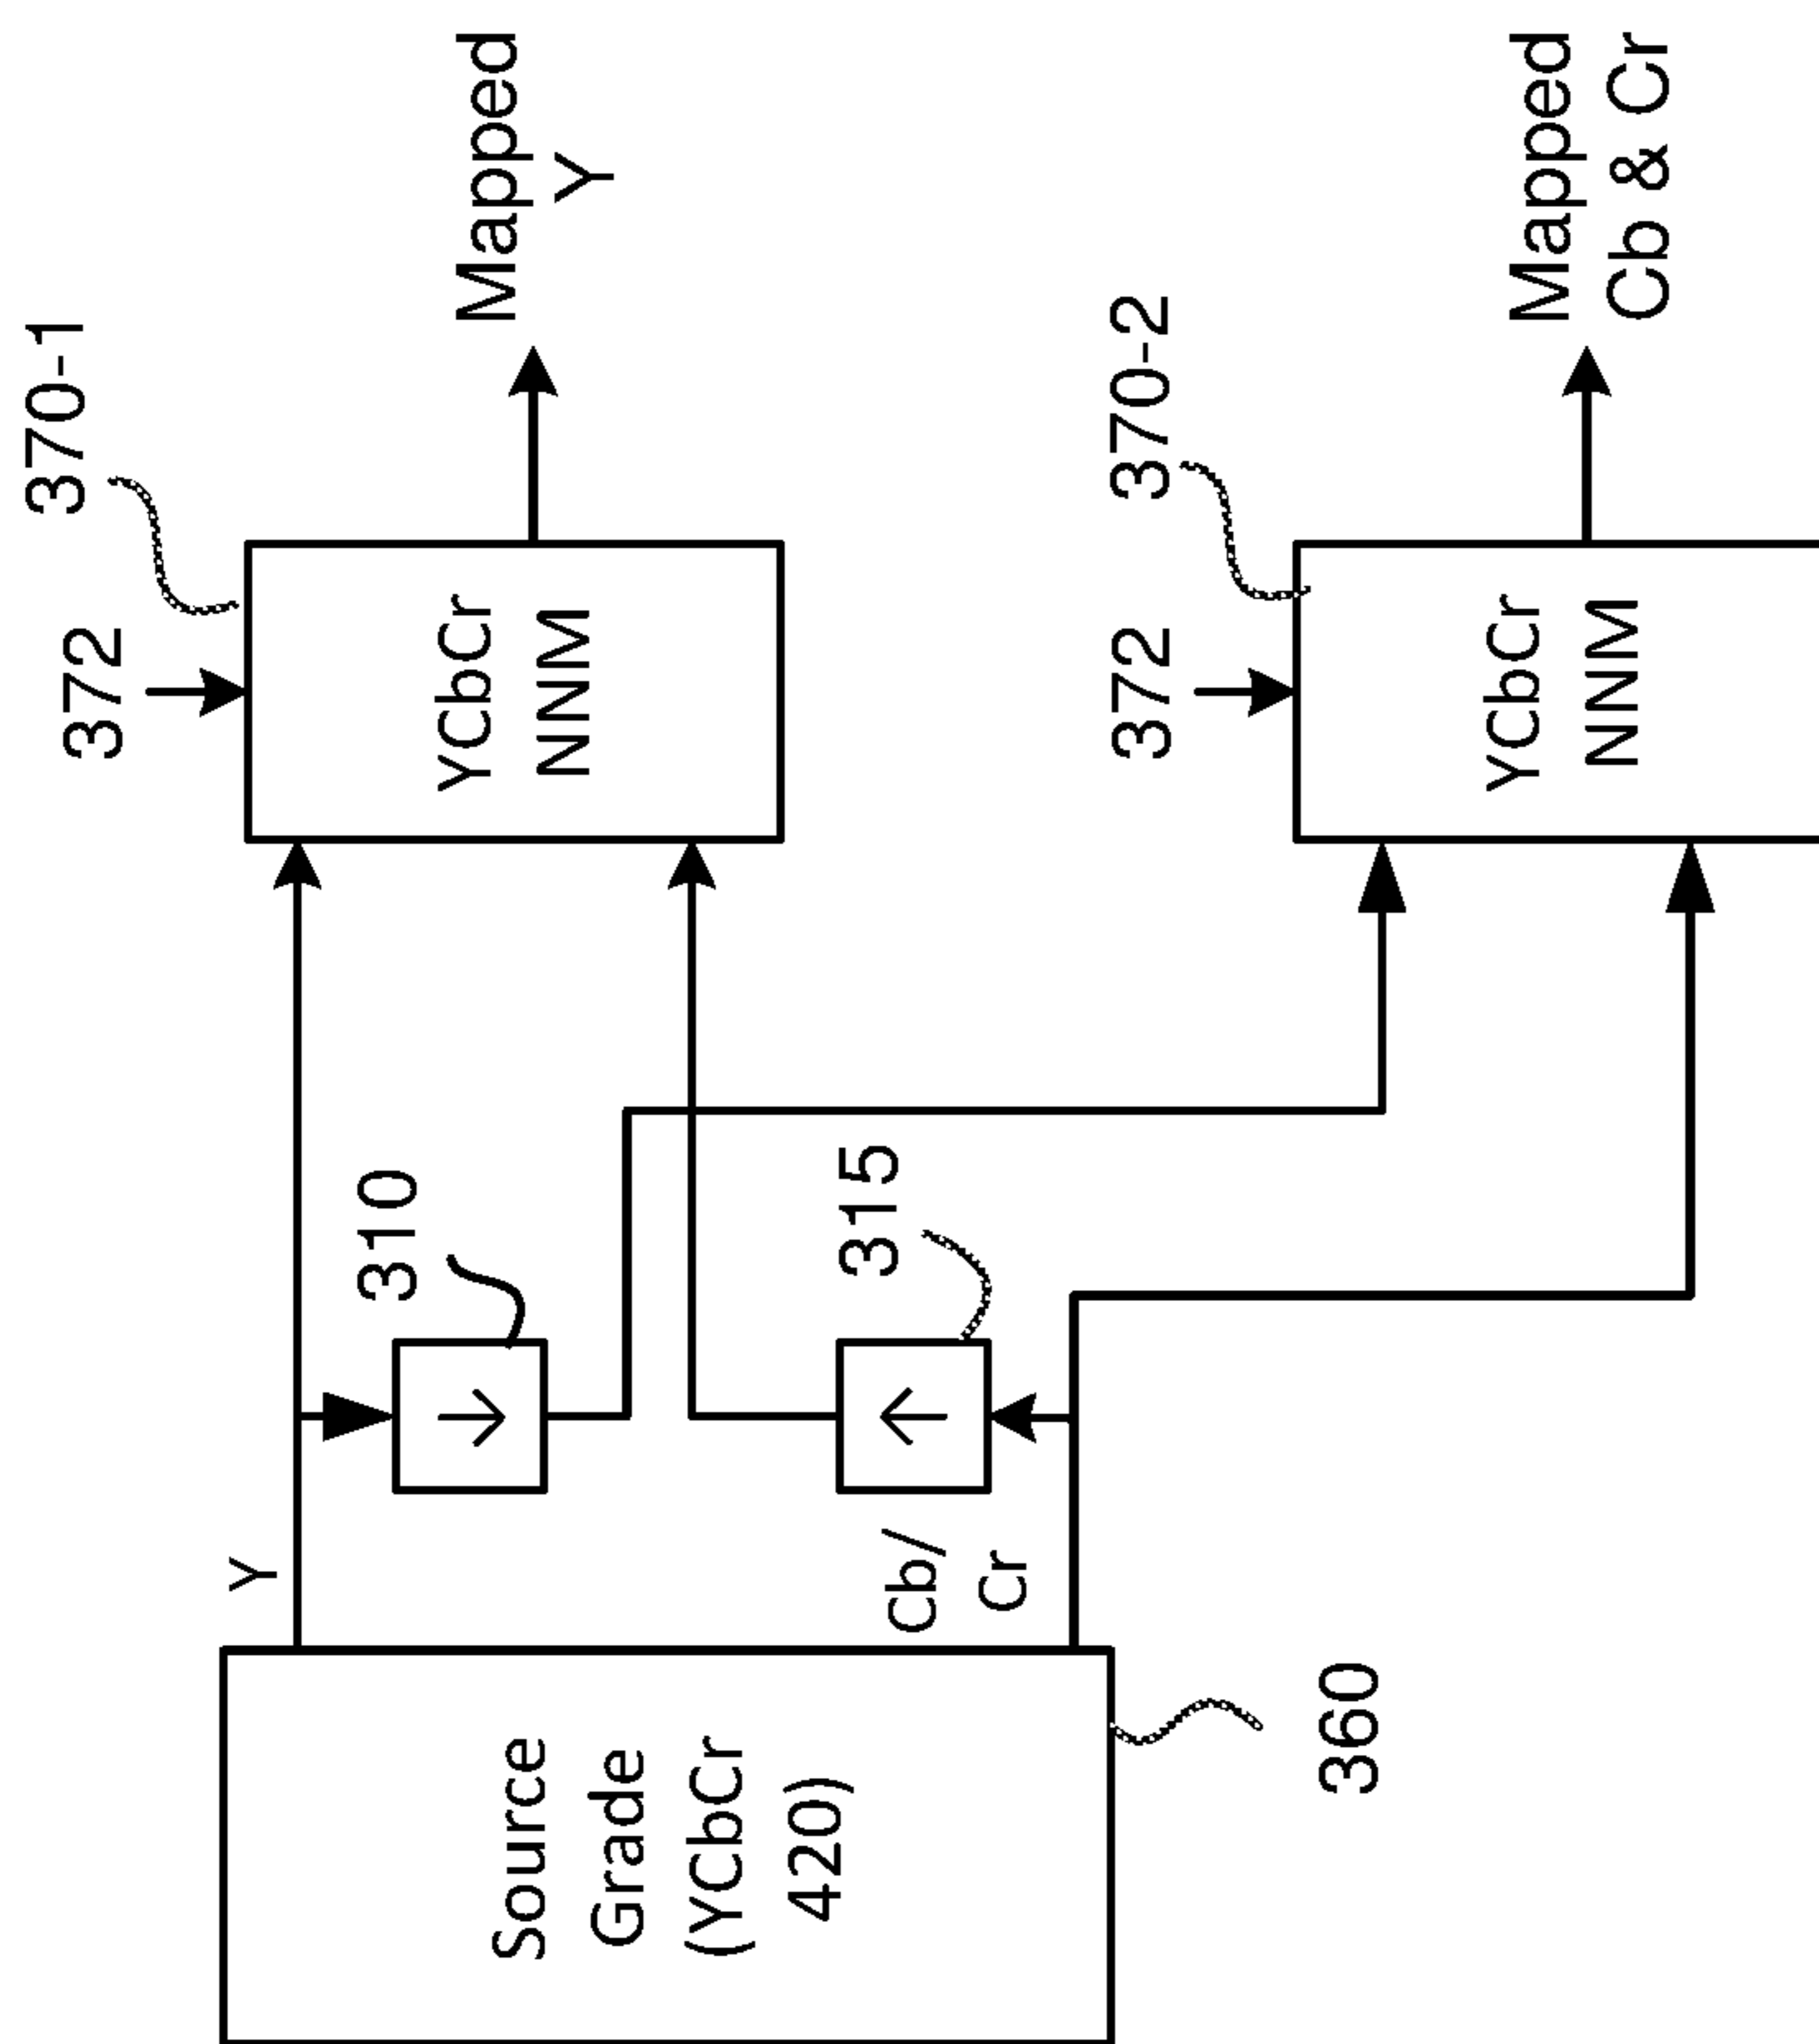 Source
Grade
(YCbCr
420)
360
Y
Cb/
Cr
310
315
372
YCbCr
NNM
370-1
Mapped
Y
372
YCbCr
NNM
370-2
Mapped
Cb & Cr